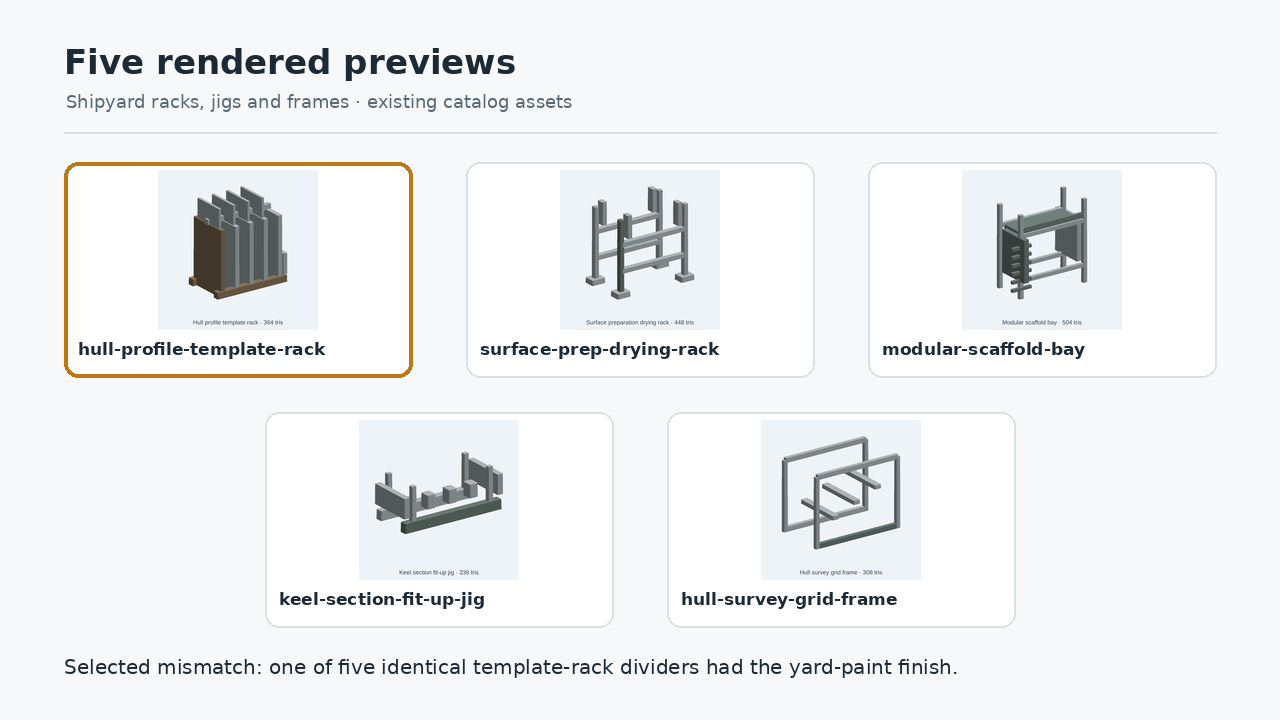 Five rendered previews
Shipyard racks, jigs and frames · existing catalog assets
Hull profile template rack · 364 tris
hull-profile-template-rack
Surface preparation drying rack · 448 tris
surface-prep-drying-rack
Modular scaffold bay · 504 tris
modular-scaffold-bay
Keel section fit-up jig · 336 tris
keel-section-fit-up-jig
Hull survey grid frame · 308 tris
hull-survey-grid-frame
Selected mismatch: one of five identical template-rack dividers had the yard-paint finish.